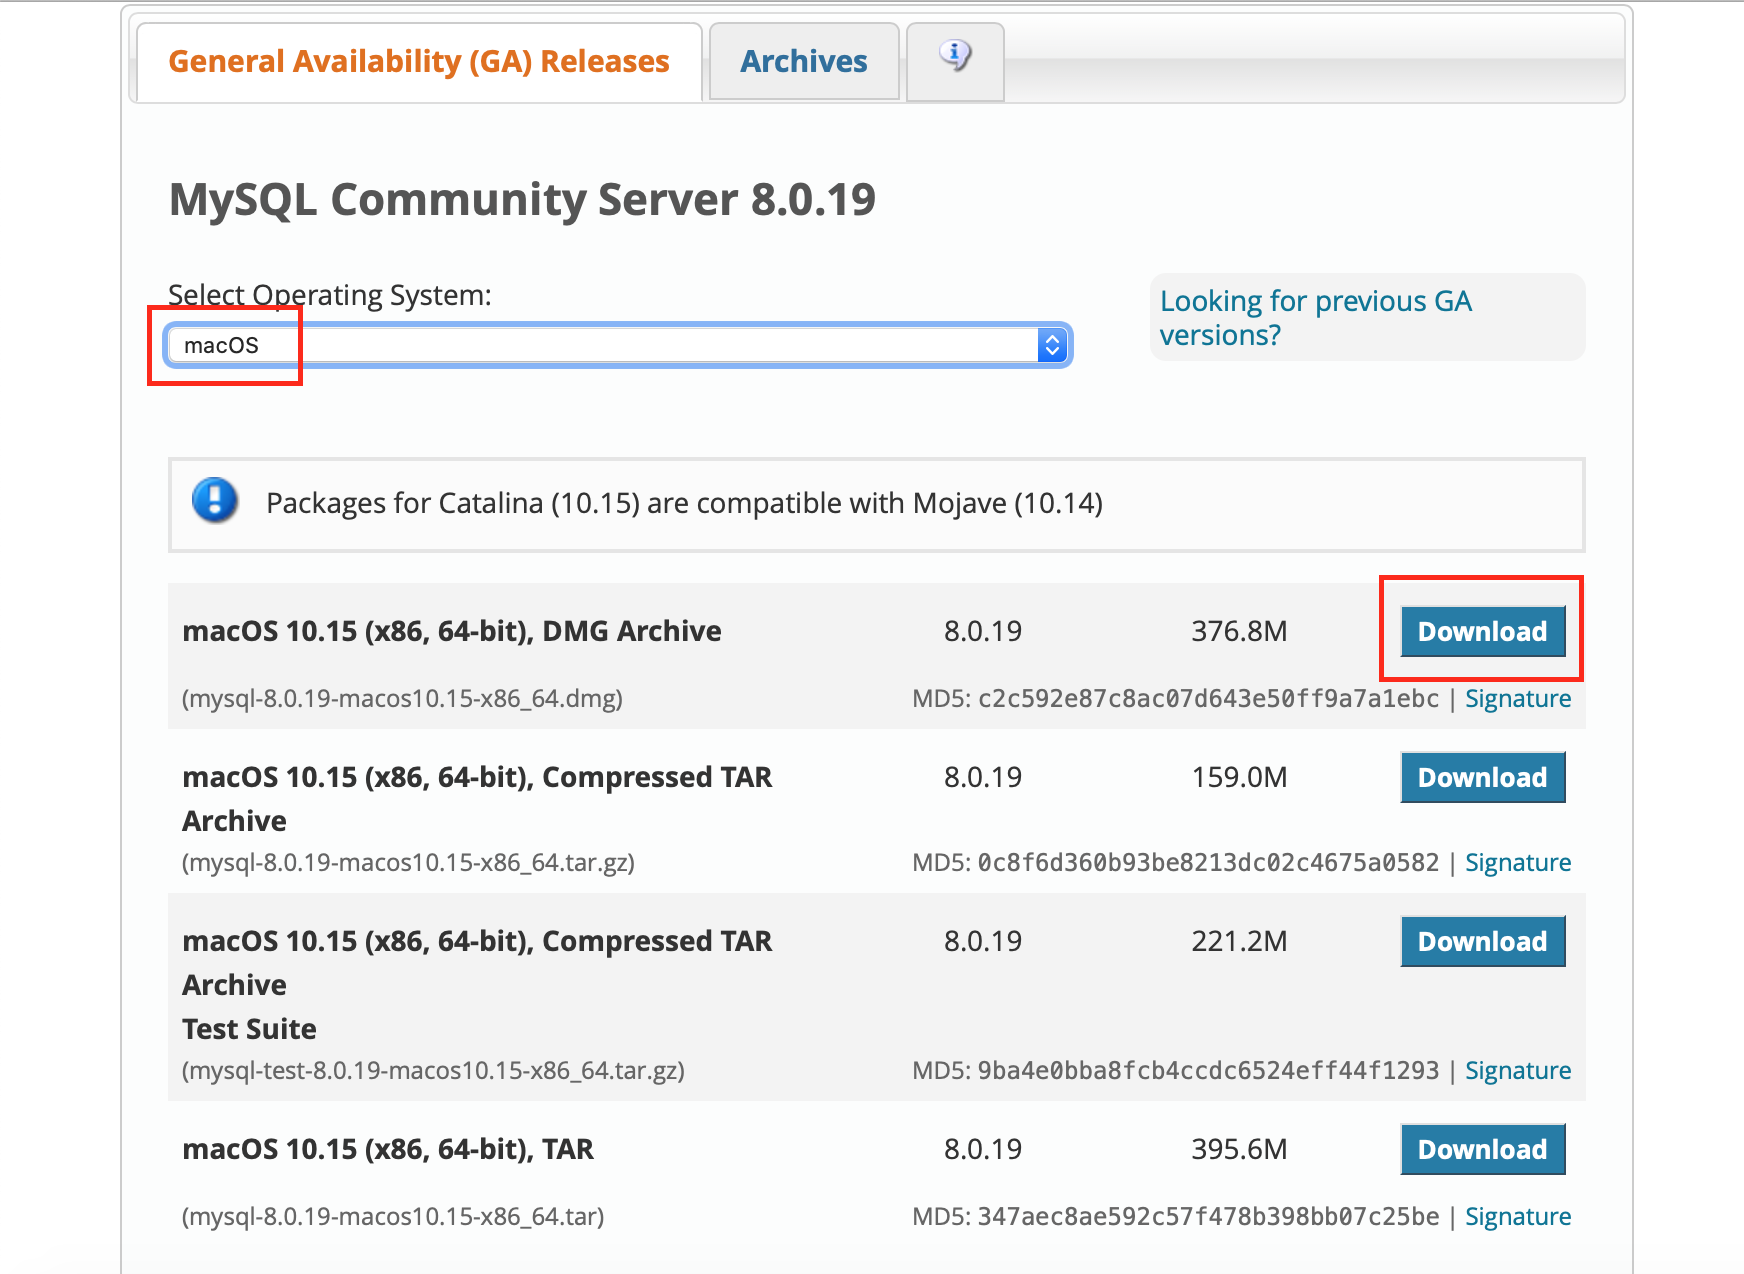 General Availability (GA) Releases
Archives
MySQL Community Server 8.0.19
Select Operating System:
macOS
Looking for previous GA
versions?
Packages for Catalina (10.15) are compatible with Mojave (10.14)
macOS 10.15 (x86, 64-bit), DMG Archive 8.0.19 376.8M Download
(mysql-8.0.19-macos10.15-x86_64.dmg) MD5: c2c592e87c8ac07d643e50ff9a7a1ebc | Signature
macOS 10.15 (x86, 64-bit), Compressed TAR 8.0.19 159.0M Download
Archive
(mysql-8.0.19-macos10.15-x86_64.tar.gz) MD5: 0c8f6d360b93be8213dc02c4675a0582 | Signature
macOS 10.15 (x86, 64-bit), Compressed TAR 8.0.19 221.2M Download
Archive
Test Suite
(mysql-test-8.0.19-macos10.15-x86_64.tar.gz) MD5: 9ba4e0bba8fcb4ccdc6524eff44f1293 | Signature
macOS 10.15 (x86, 64-bit), TAR 8.0.19 395.6M Download
(mysql-8.0.19-macos10.15-x86_64.tar) MD5: 347aec8ae592c57f478b398bb07c25be | Signature